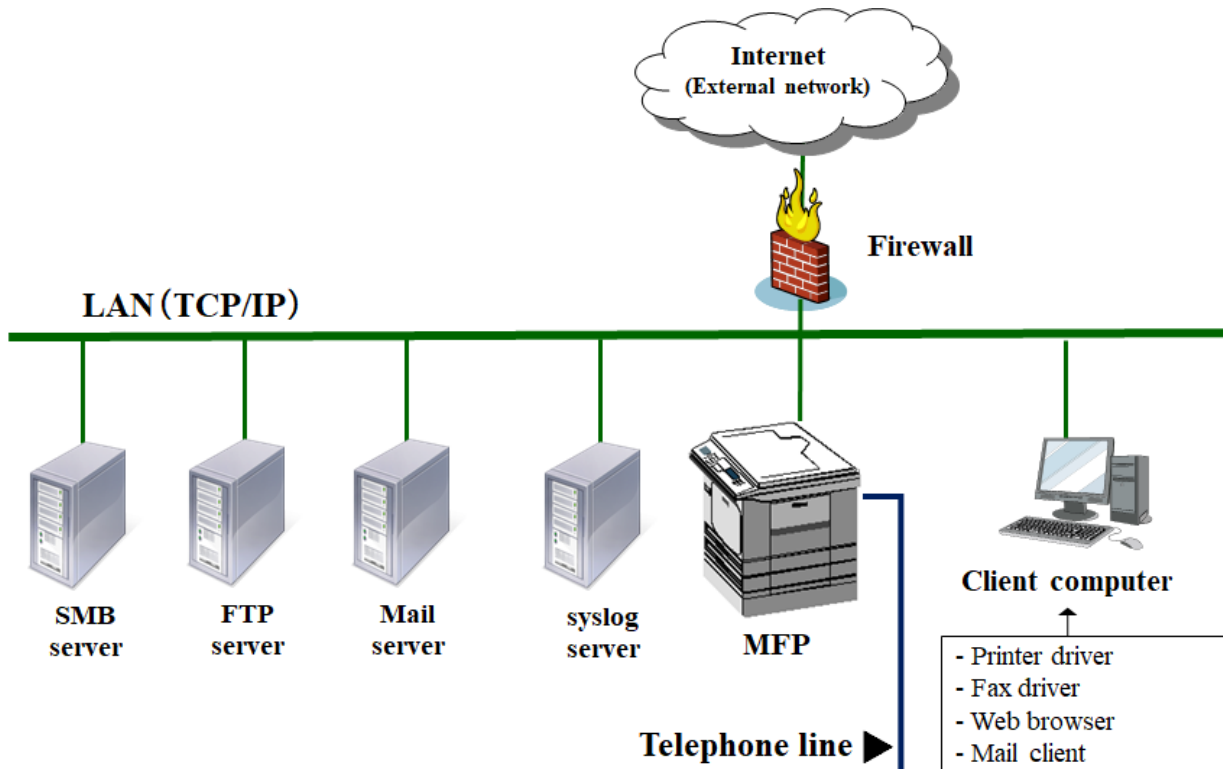 Internet
(External network)
Firewall
LAN（TCP/IP）
SMB
server
FTP
server
Mail
server
syslog
server
MFP
Client computer
- Printer driver
- Fax driver
- Web browser
- Mail client
Telephone line